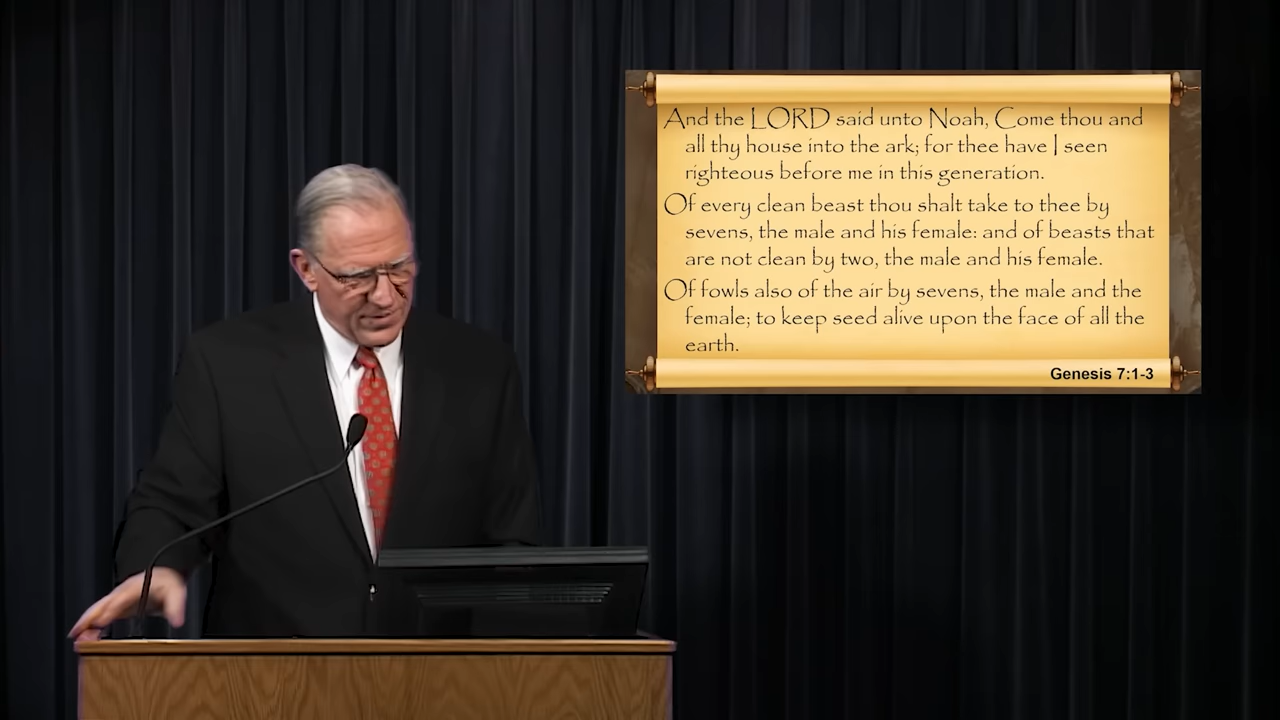 And the LORD said unto Noah, Come thou and
all thy house into the ark; for thee have I seen
righteous before me in this generation.
Of every clean beast thou shalt take to thee by
sevens, the male and his female: and of beasts that
are not clean by two, the male and his female.
Of fowls also of the air by sevens, the male and the
female; to keep seed alive upon the face of all the
earth.
Genesis 7:1-3